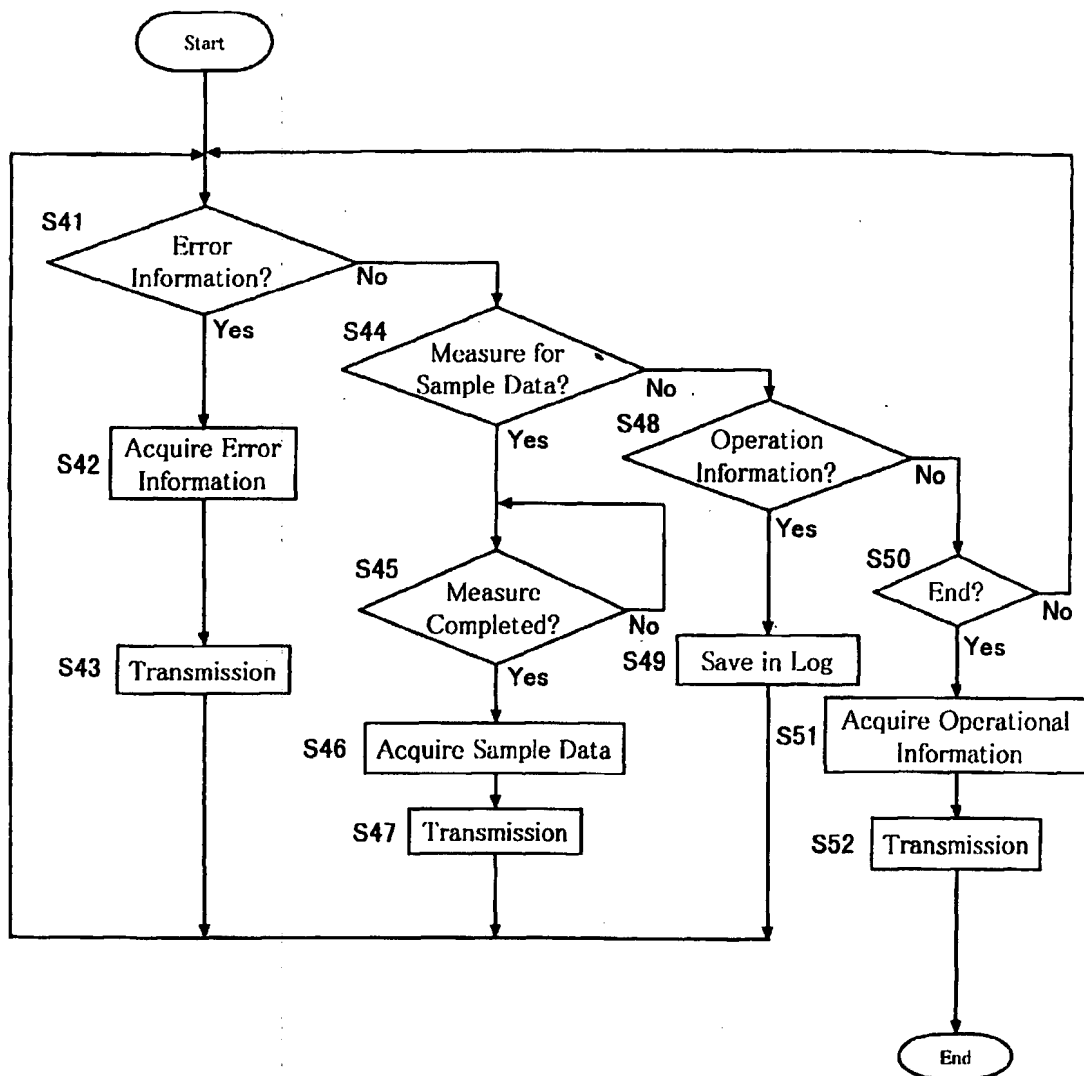 Start
S41
Error
Information?
No
Yes
S44
Measure for
Sample Data?
No
Yes
S42
Acquire Error
Information
S48
Operation
Information?
No
Yes
S45
Measure
Completed?
No
Yes
S50
End?
No
Yes
S43
Transmission
S49
Save in Log
S46
Acquire Sample Data
S51
Acquire Operational
Information
S47
Transmission
S52
Transmission
End